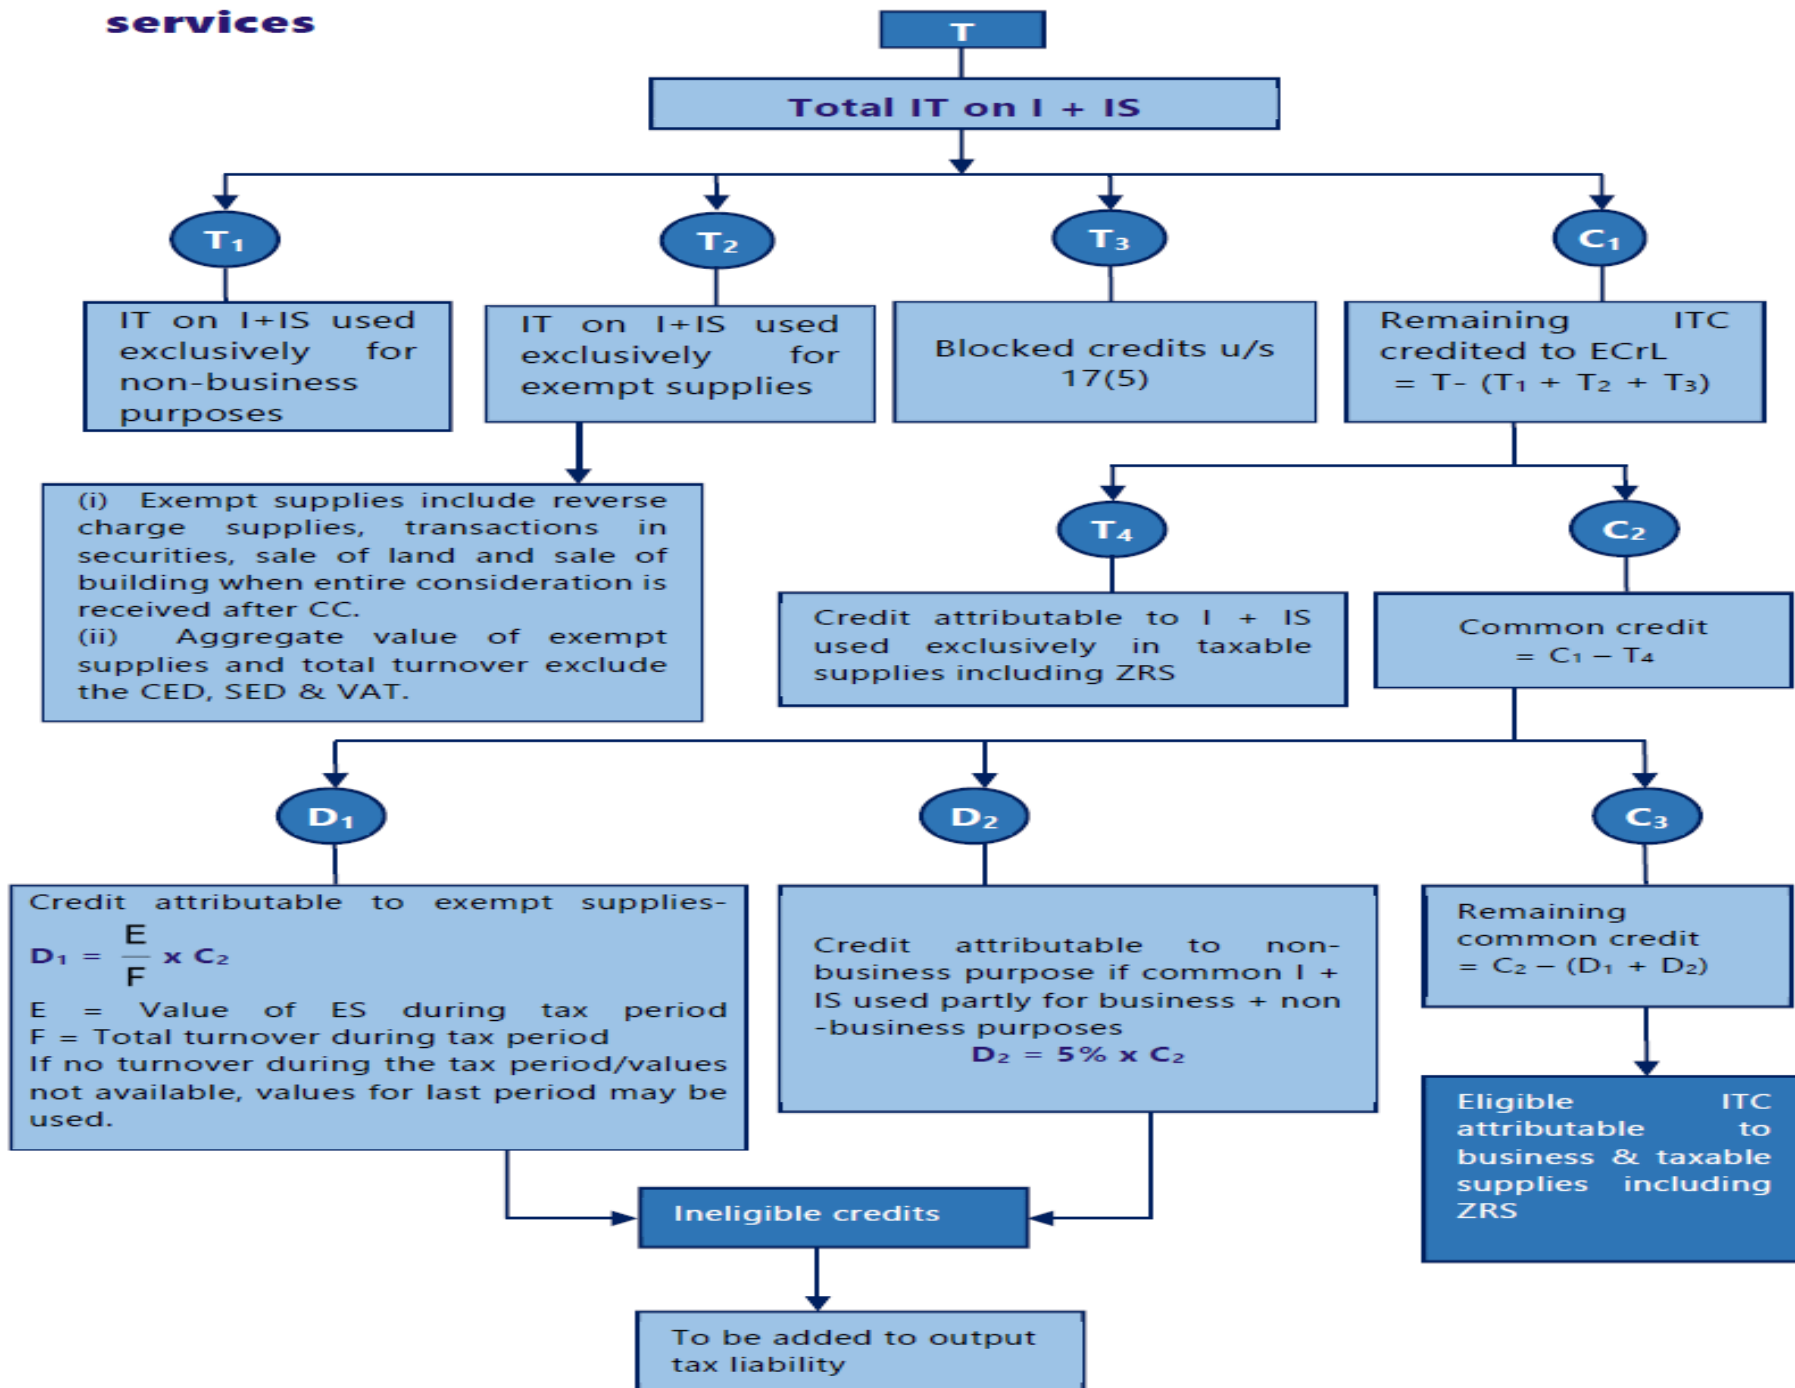 services
T
Total IT on I + IS
T₁
T₂
T₃
C₁
IT on I+IS used
exclusively for
non-business
purposes
IT on I+IS used
exclusively for
exempt supplies
Blocked credits u/s
17(5)
Remaining ITC
credited to ECrL
= T- (T₁ + T₂ + T₃)
(i) Exempt supplies include reverse
charge supplies, transactions in
securities, sale of land and sale of
building when entire consideration is
received after CC.
(ii) Aggregate value of exempt
supplies and total turnover exclude
the CED, SED & VAT.
T₄
C₂
Credit attributable to I + IS
used exclusively in taxable
supplies including ZRS
Common credit
= C₁ – T₄
D₁
D₂
C₃
Credit attributable to exempt supplies-
D₁ = E/F x C₂
E = Value of ES during tax period
F = Total turnover during tax period
If no turnover during the tax period/values
not available, values for last period may be
used.
Credit attributable to non-
business purpose if common I +
IS used partly for business + non
-business purposes
D₂ = 5% x C₂
Remaining
common credit
= C₂ – (D₁ + D₂)
Eligible ITC
attributable to
business & taxable
supplies including
ZRS
Ineligible credits
To be added to output
tax liability